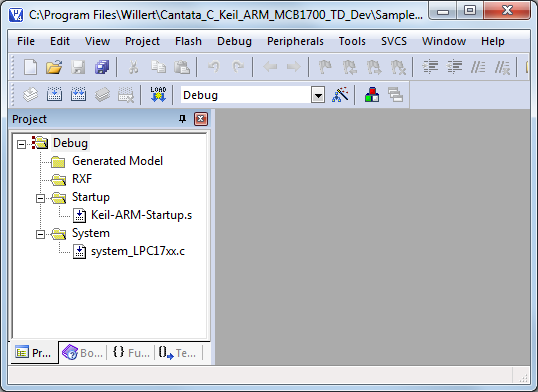 C:\Program Files\Willert\Cantata_C_Keil_ARM_MCB1700_TD_Dev\Sample...
File Edit View Project Flash Debug Peripherals Tools SVCS Window Help
LOAD Debug
Project
Debug
Generated Model
RXF
Startup
Keil-ARM-Startup.s
System
system_LPC17xx.c
Pr... Bo... {} Fu... Te...